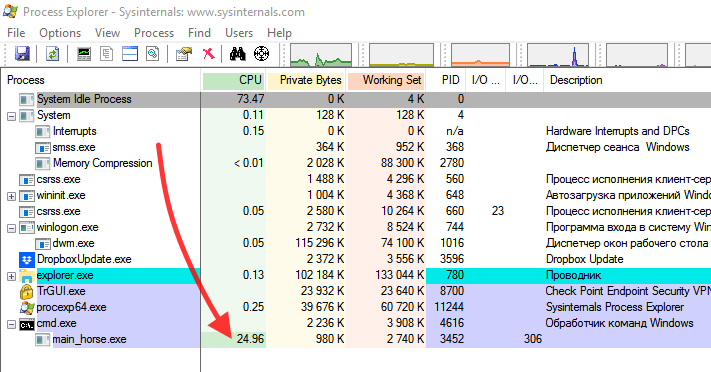 Process Explorer - Sysinternals: www.sysinternals.com
File Options View Process Find Users Help
Process CPU Private Bytes Working Set PID I/O ... I/O... Description
System Idle Process 73.47 0 K 4 K 0
System 0.11 128 K 128 K 4
Interrupts 0.15 0 K 0 K n/a Hardware Interrupts and DPCs
smss.exe 364 K 952 K 368 Диспетчер сеанса Windows
Memory Compression < 0.01 2 028 K 88 300 K 2780
csrss.exe 1 488 K 4 296 K 560 Процесс исполнения клиент-сер
wininit.exe 1 004 K 4 368 K 648 Автозагрузка приложений Window
csrss.exe 0.05 2 580 K 10 264 K 660 23 Процесс исполнения клиент-серв
winlogon.exe 2 732 K 8 524 K 744 Программа входа в систему Wind
dwm.exe 0.05 115 296 K 74 100 K 1016 Диспетчер окон рабочего стола
DropboxUpdate.exe 2 372 K 3 556 K 3596 Dropbox Update
explorer.exe 0.13 102 184 K 133 044 K 780 Проводник
TrGUI.exe 23 932 K 23 640 K 8700 Check Point Endpoint Security VPN
procexp64.exe 0.25 39 676 K 60 720 K 11244 Sysinternals Process Explorer
cmd.exe 2 236 K 3 908 K 4616 Обработчик команд Windows
main_horse.exe 24.96 980 K 2 740 K 3452 306